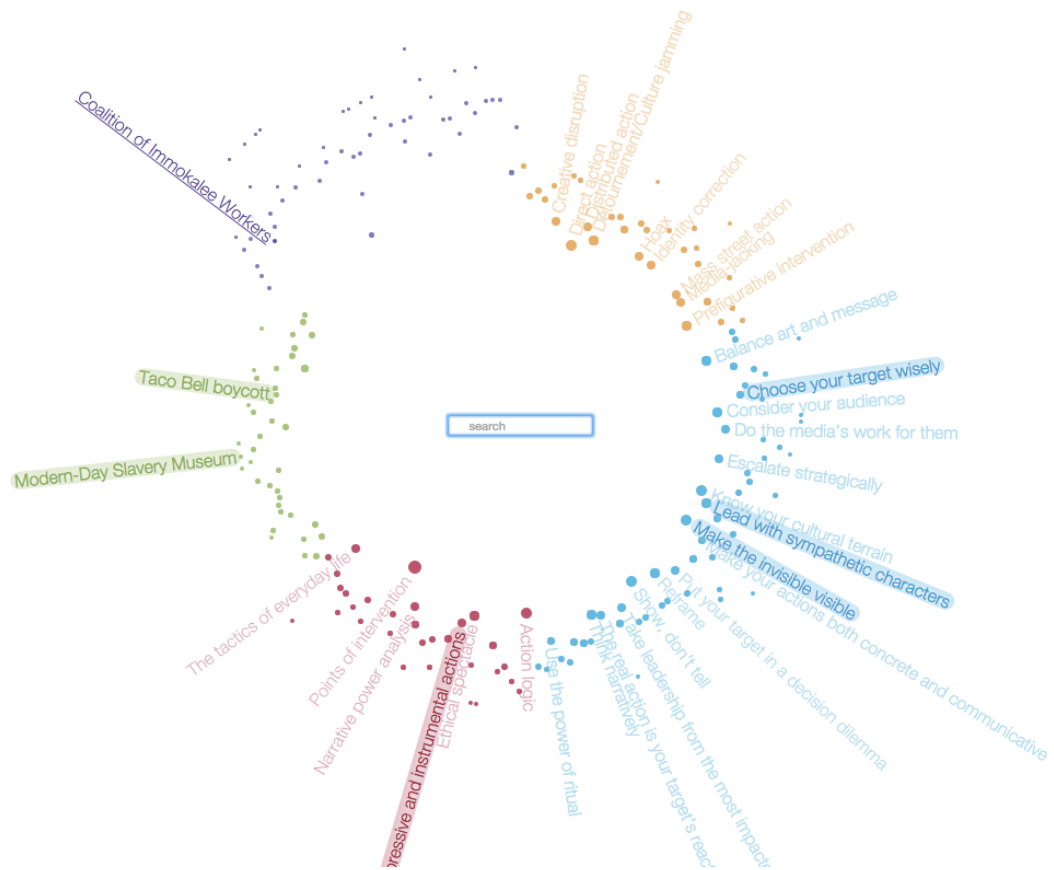 Coalition of Immokalee Workers
Creative disruption
Direct action
Distributed action
Detournement/Culture jamming
Hoax
Identity correction
Mass street action
Media-jacking
Prefigurative intervention
Balance art and message
Choose your target wisely
Consider your audience
Do the media's work for them
Escalate strategically
Know your cultural terrain
Lead with sympathetic characters
Make the invisible visible
Make your actions both concrete and communicative
Put your target in a decision dilemma
Reframe
Show, don't tell
Take leadership from the most impacte
The real action is your target's reac
Think narratively
Use the power of ritual
Action logic
Ethical spectacle
pressive and instrumental actions
Narrative power analysis
Points of intervention
The tactics of everyday life
Modern-Day Slavery Museum
Taco Bell boycott
search